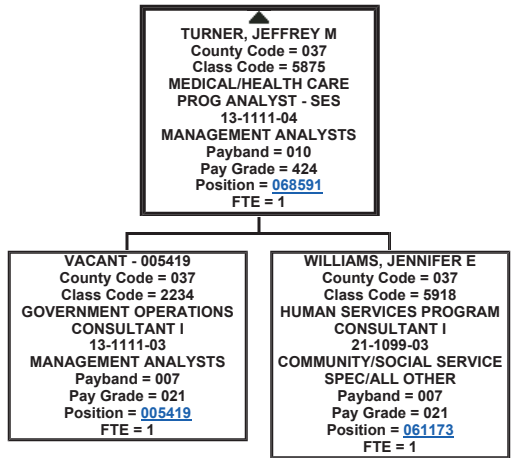 TURNER, JEFFREY M
County Code = 037
Class Code = 5875
MEDICAL/HEALTH CARE
PROG ANALYST - SES
13-1111-04
MANAGEMENT ANALYSTS
Payband = 010
Pay Grade = 424
Position = 068591
FTE = 1
VACANT - 005419
County Code = 037
Class Code = 2234
GOVERNMENT OPERATIONS
CONSULTANT I
13-1111-03
MANAGEMENT ANALYSTS
Payband = 007
Pay Grade = 021
Position = 005419
FTE = 1
WILLIAMS, JENNIFER E
County Code = 037
Class Code = 5918
HUMAN SERVICES PROGRAM
CONSULTANT I
21-1099-03
COMMUNITY/SOCIAL SERVICE
SPEC/ALL OTHER
Payband = 007
Pay Grade = 021
Position = 061173
FTE = 1